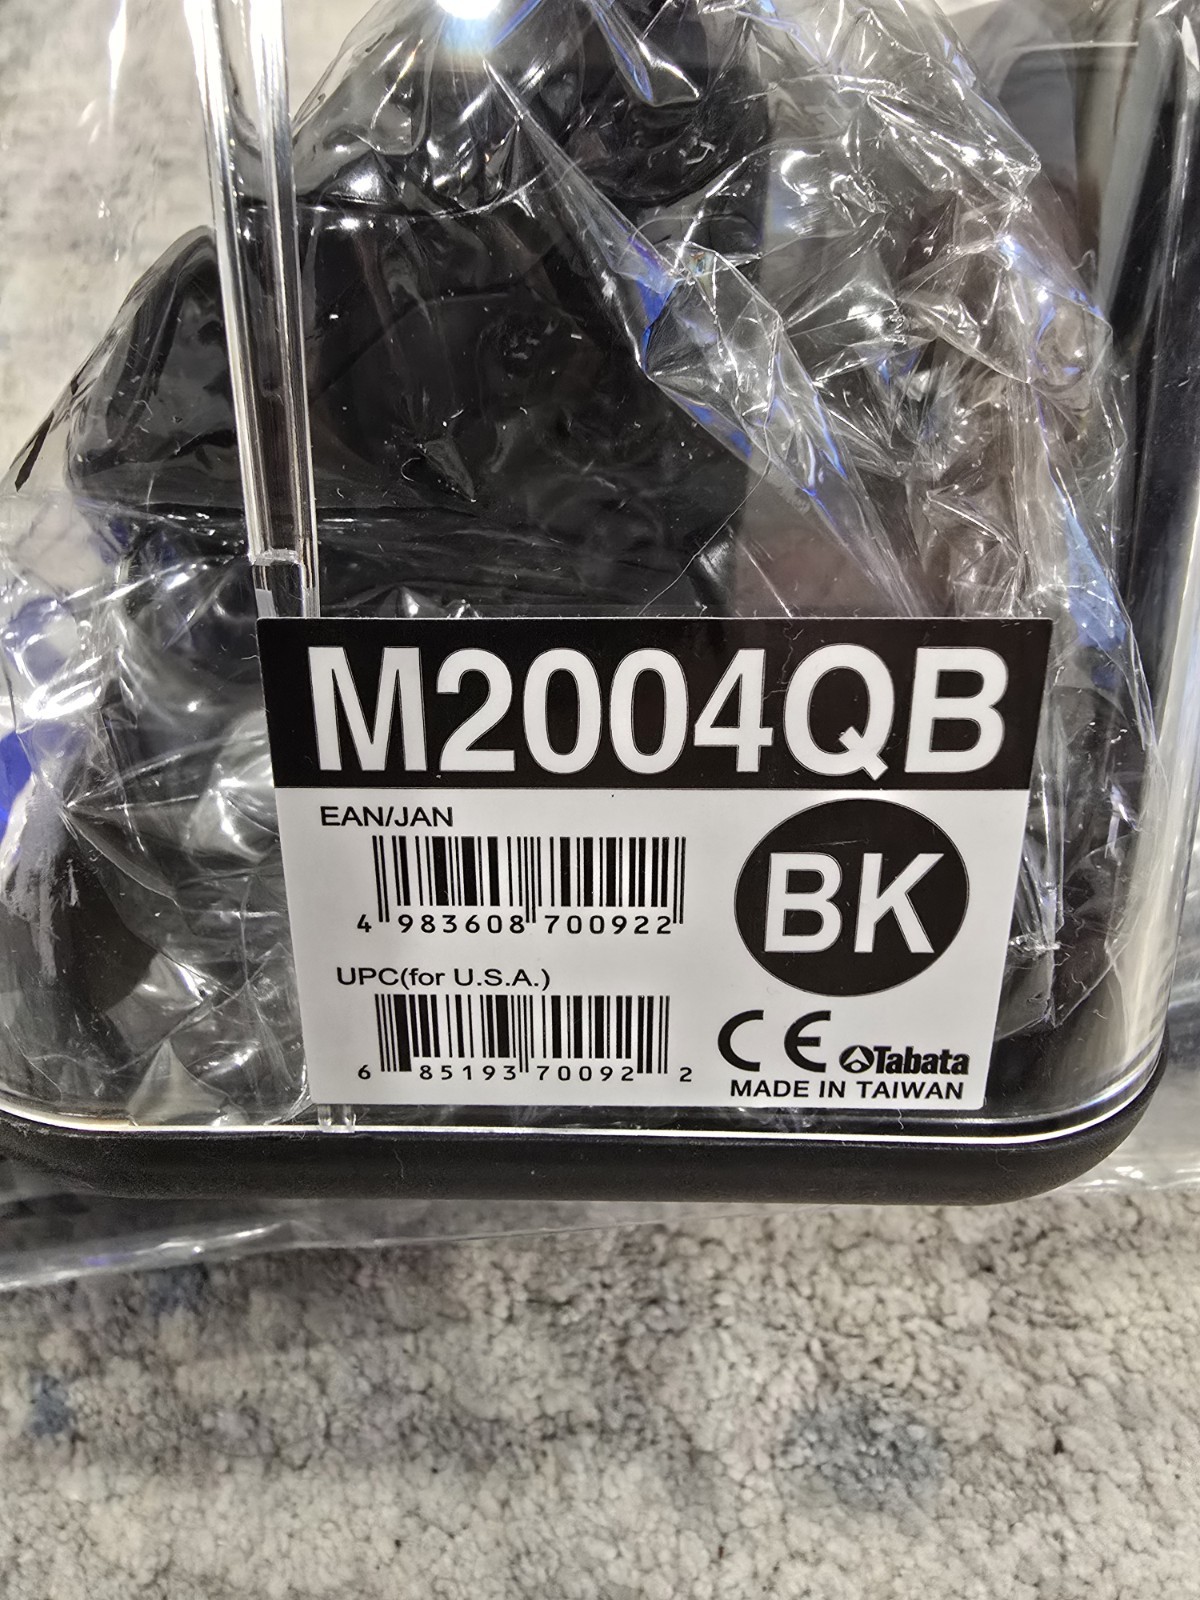 M2004QB
EAN/JAN
4 983608 700922
BK
UPC(for U.S.A.)
6 85193 70092 2
CE Tabata
MADE IN TAIWAN